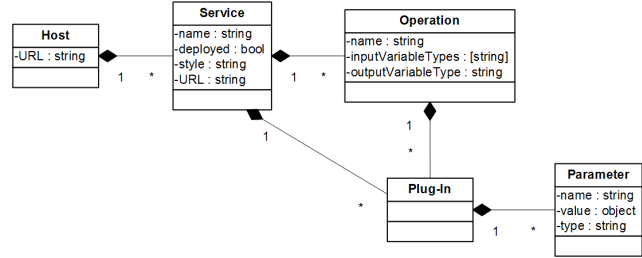 Host
-URL : string
1
*
Service
-name : string
-deployed : bool
-style : string
-URL : string
1
*
Operation
-name : string
-inputVariableTypes : [string]
-outputVariableType : string
1
*
1
*
Plug-In
1
*
Parameter
-name : string
-value : object
-type : string